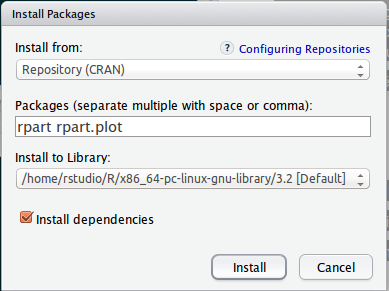 Install Packages
Install from:
? Configuring Repositories
Repository (CRAN)
Packages (separate multiple with space or comma):
rpart rpart.plot
Install to Library:
/home/rstudio/R/x86_64-pc-linux-gnu-library/3.2 [Default]
Install dependencies
Install Cancel